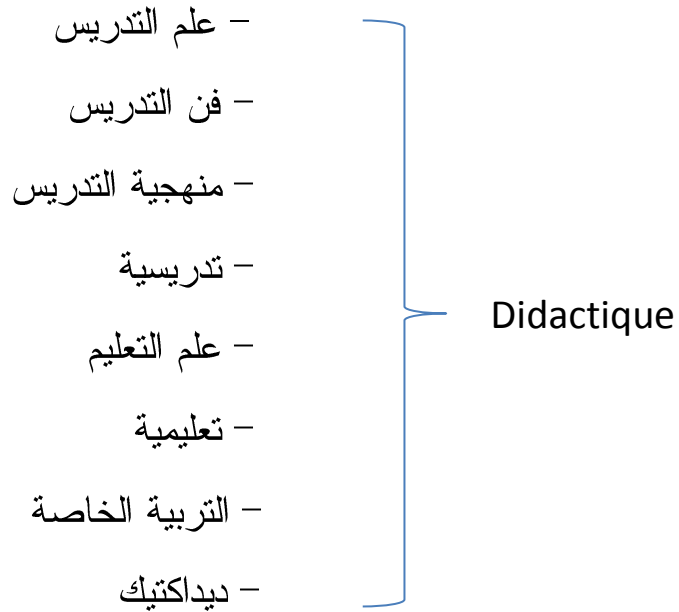 – علم التدريس
– فن التدريس
– منهجية التدريس
– تدريسية
– علم التعليم
– تعليمية
– التربية الخاصة
– ديداكتيك
Didactique